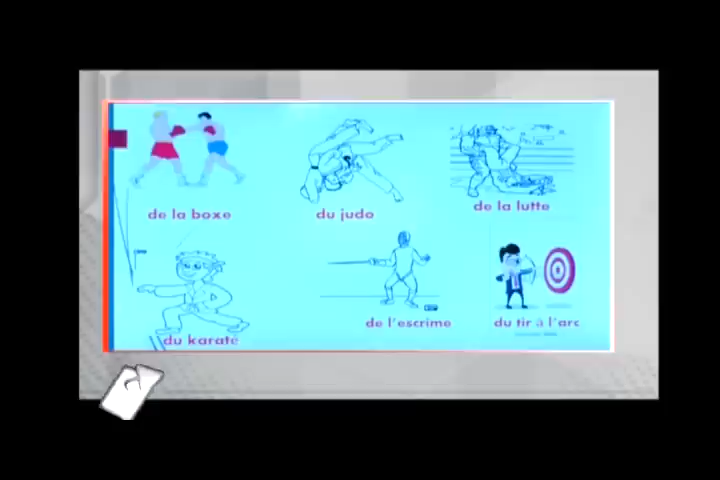 de la boxe
du judo
de la lutte
du karaté
de l'escrime
du tir à l'arc